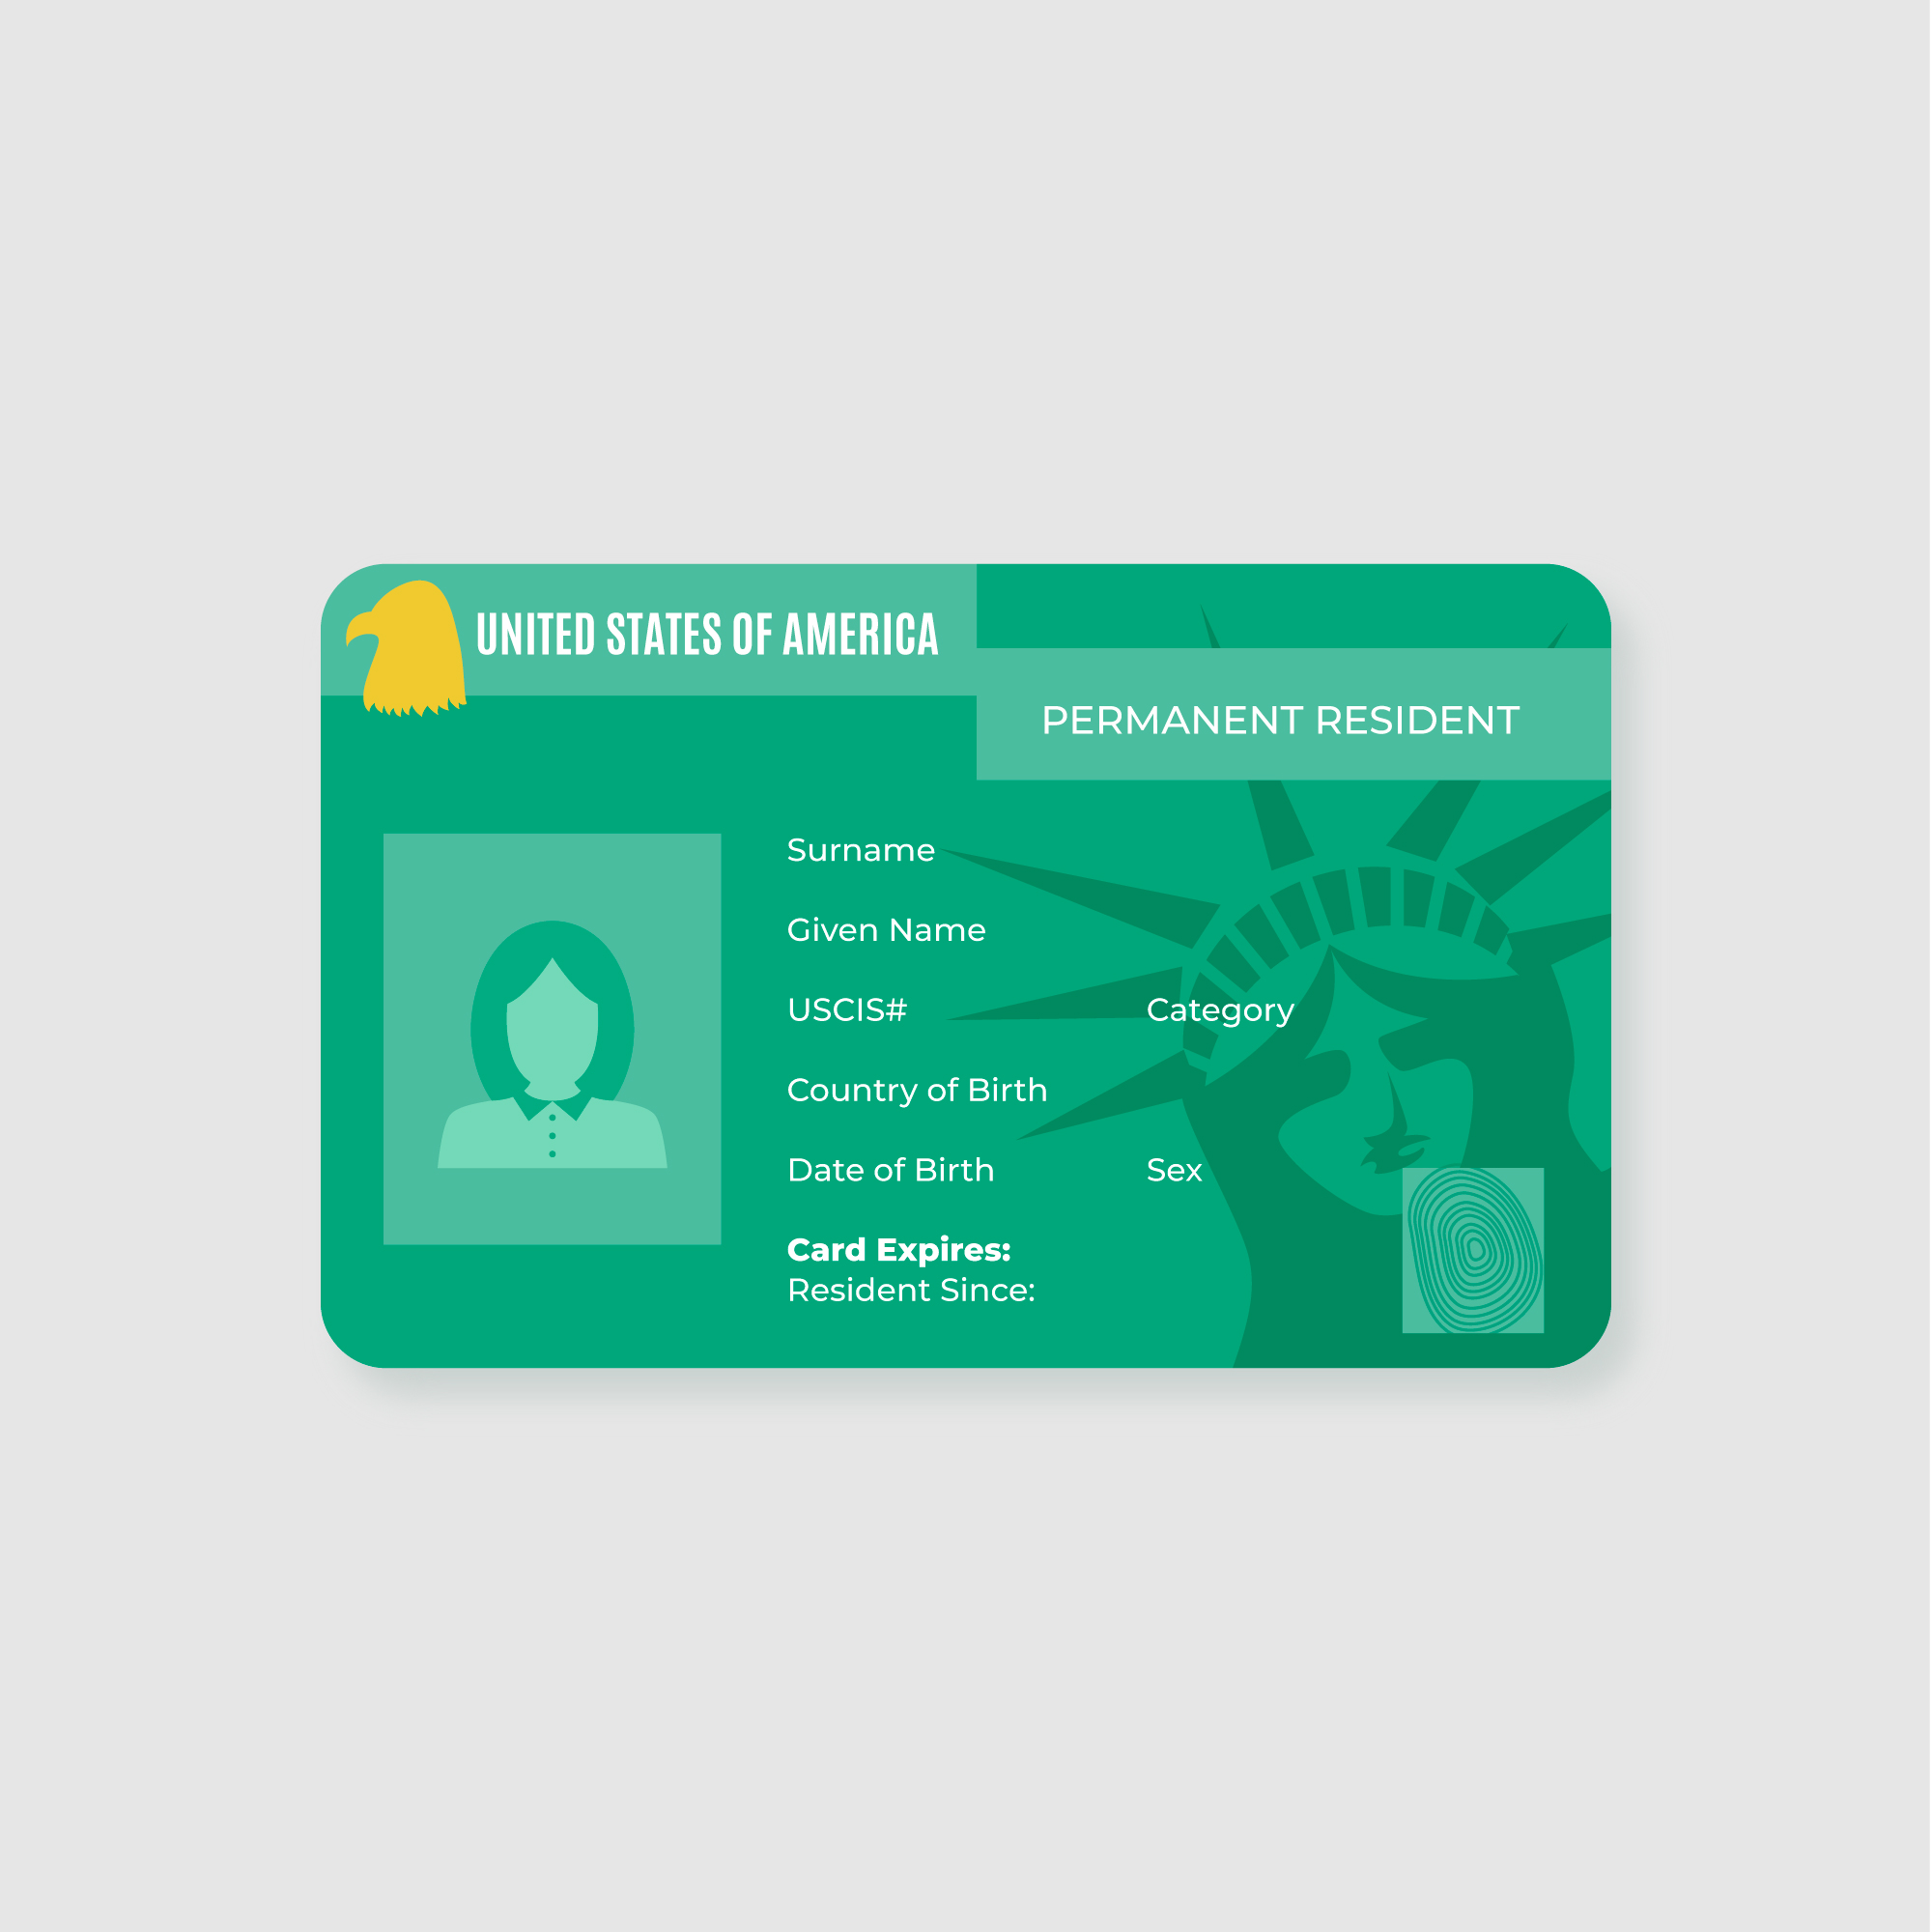 UNITED STATES OF AMERICA
PERMANENT RESIDENT
Surname
Given Name
USCIS# Category
Country of Birth
Date of Birth Sex
Card Expires:
Resident Since: